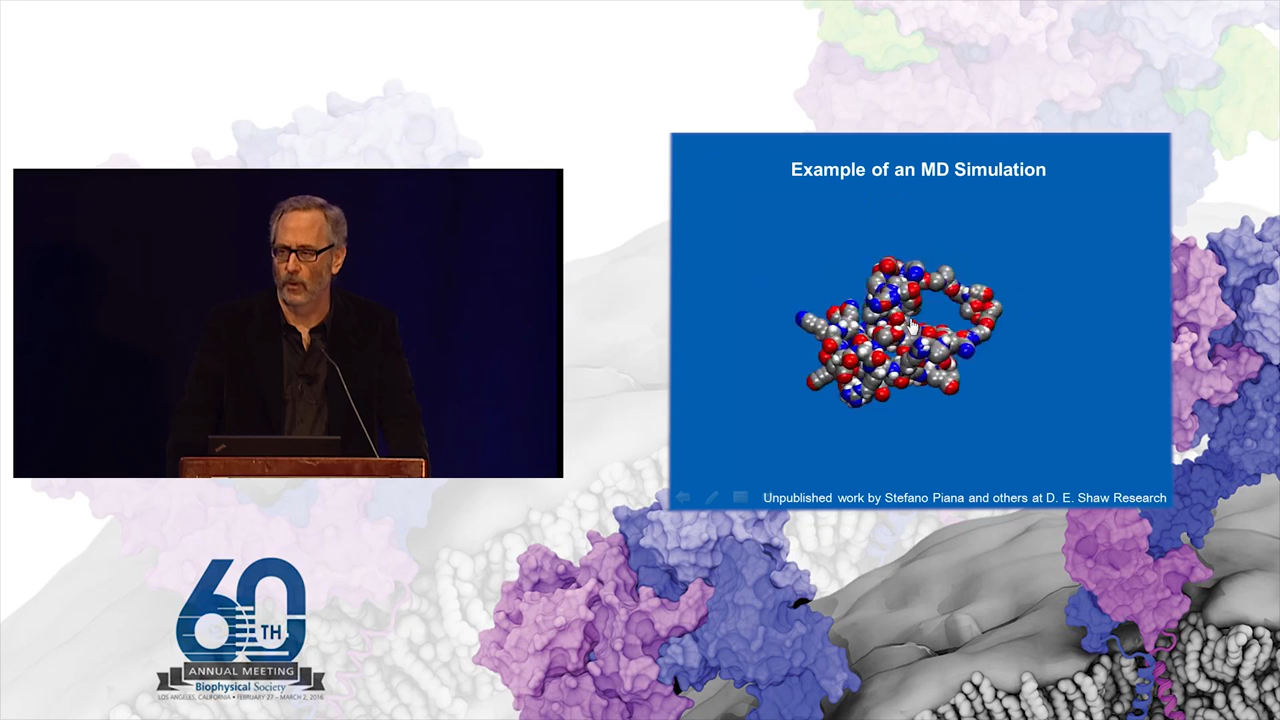 Example of an MD Simulation
Unpublished work by Stefano Piana and others at D. E. Shaw Research
60TH
ANNUAL MEETING
Biophysical Society
LOS ANGELES, CALIFORNIA • FEBRUARY 27 – MARCH 2, 2016